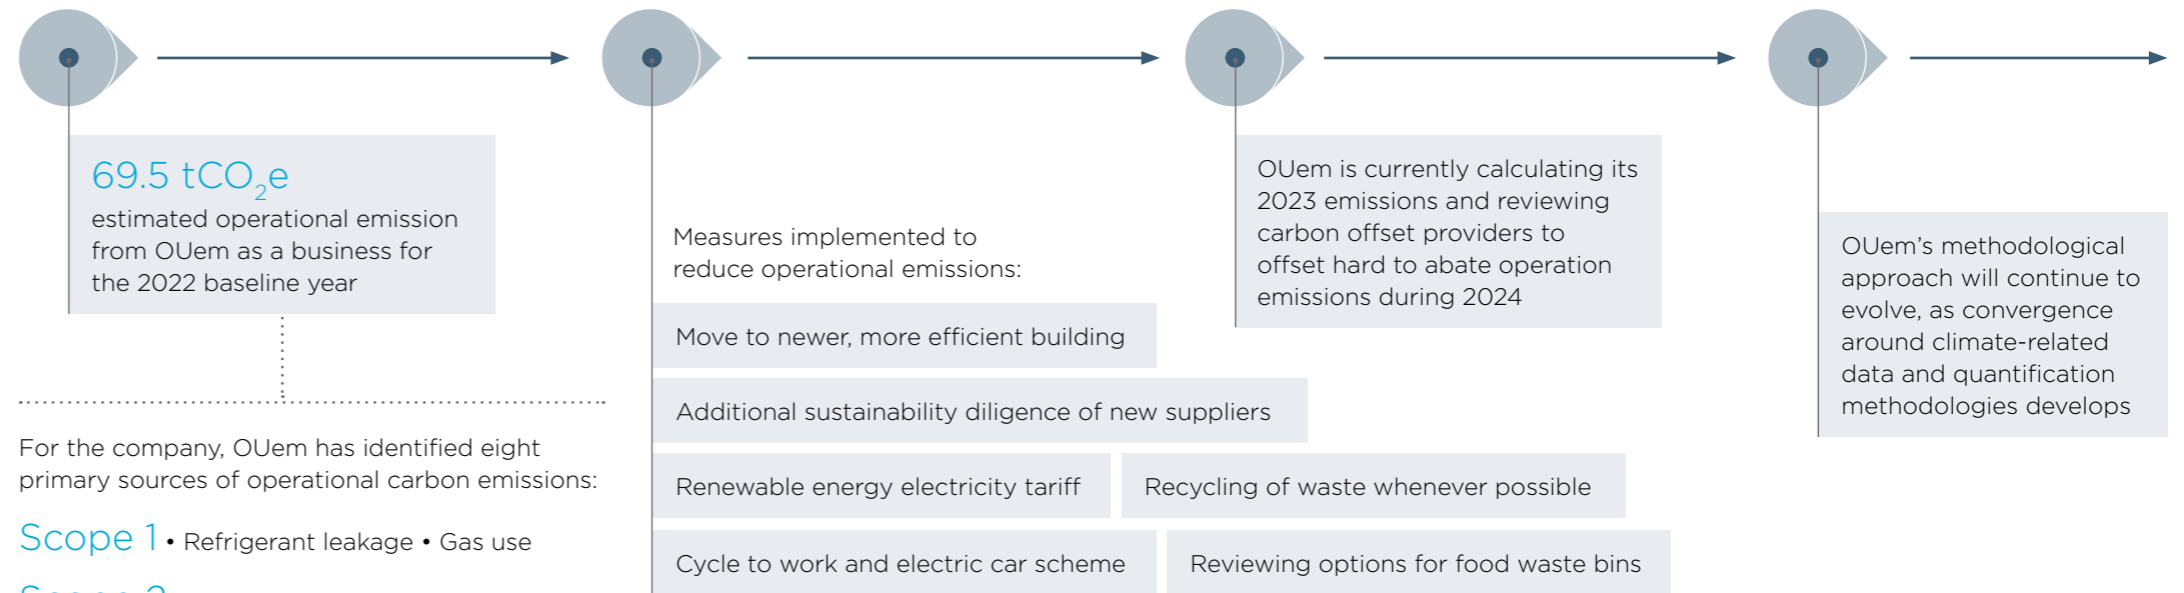 69.5 tCO₂e
estimated operational emission
from OUem as a business for
the 2022 baseline year
For the company, OUem has identified eight
primary sources of operational carbon emissions:
Scope 1 • Refrigerant leakage • Gas use
Measures implemented to
reduce operational emissions:
Move to newer, more efficient building
Additional sustainability diligence of new suppliers
Renewable energy electricity tariff
Recycling of waste whenever possible
Cycle to work and electric car scheme
Reviewing options for food waste bins
OUem is currently calculating its
2023 emissions and reviewing
carbon offset providers to
offset hard to abate operation
emissions during 2024
OUem’s methodological
approach will continue to
evolve, as convergence
around climate-related
data and quantification
methodologies develops